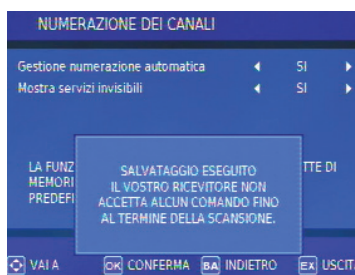 NUMERAZIONE DEI CANALI
Gestione numerazione automatica SI
Mostra servizi invisibili SI
LA FUNZ TTE DI
MEMORI
PREDEFI
SALVATAGGIO ESEGUITO
IL VOSTRO RICEVITORE NON
ACCETTA ALCUN COMANDO FINO
AL TERMINE DELLA SCANSIONE.
VAI A OK CONFERMA BA INDIETRO EX USCIT